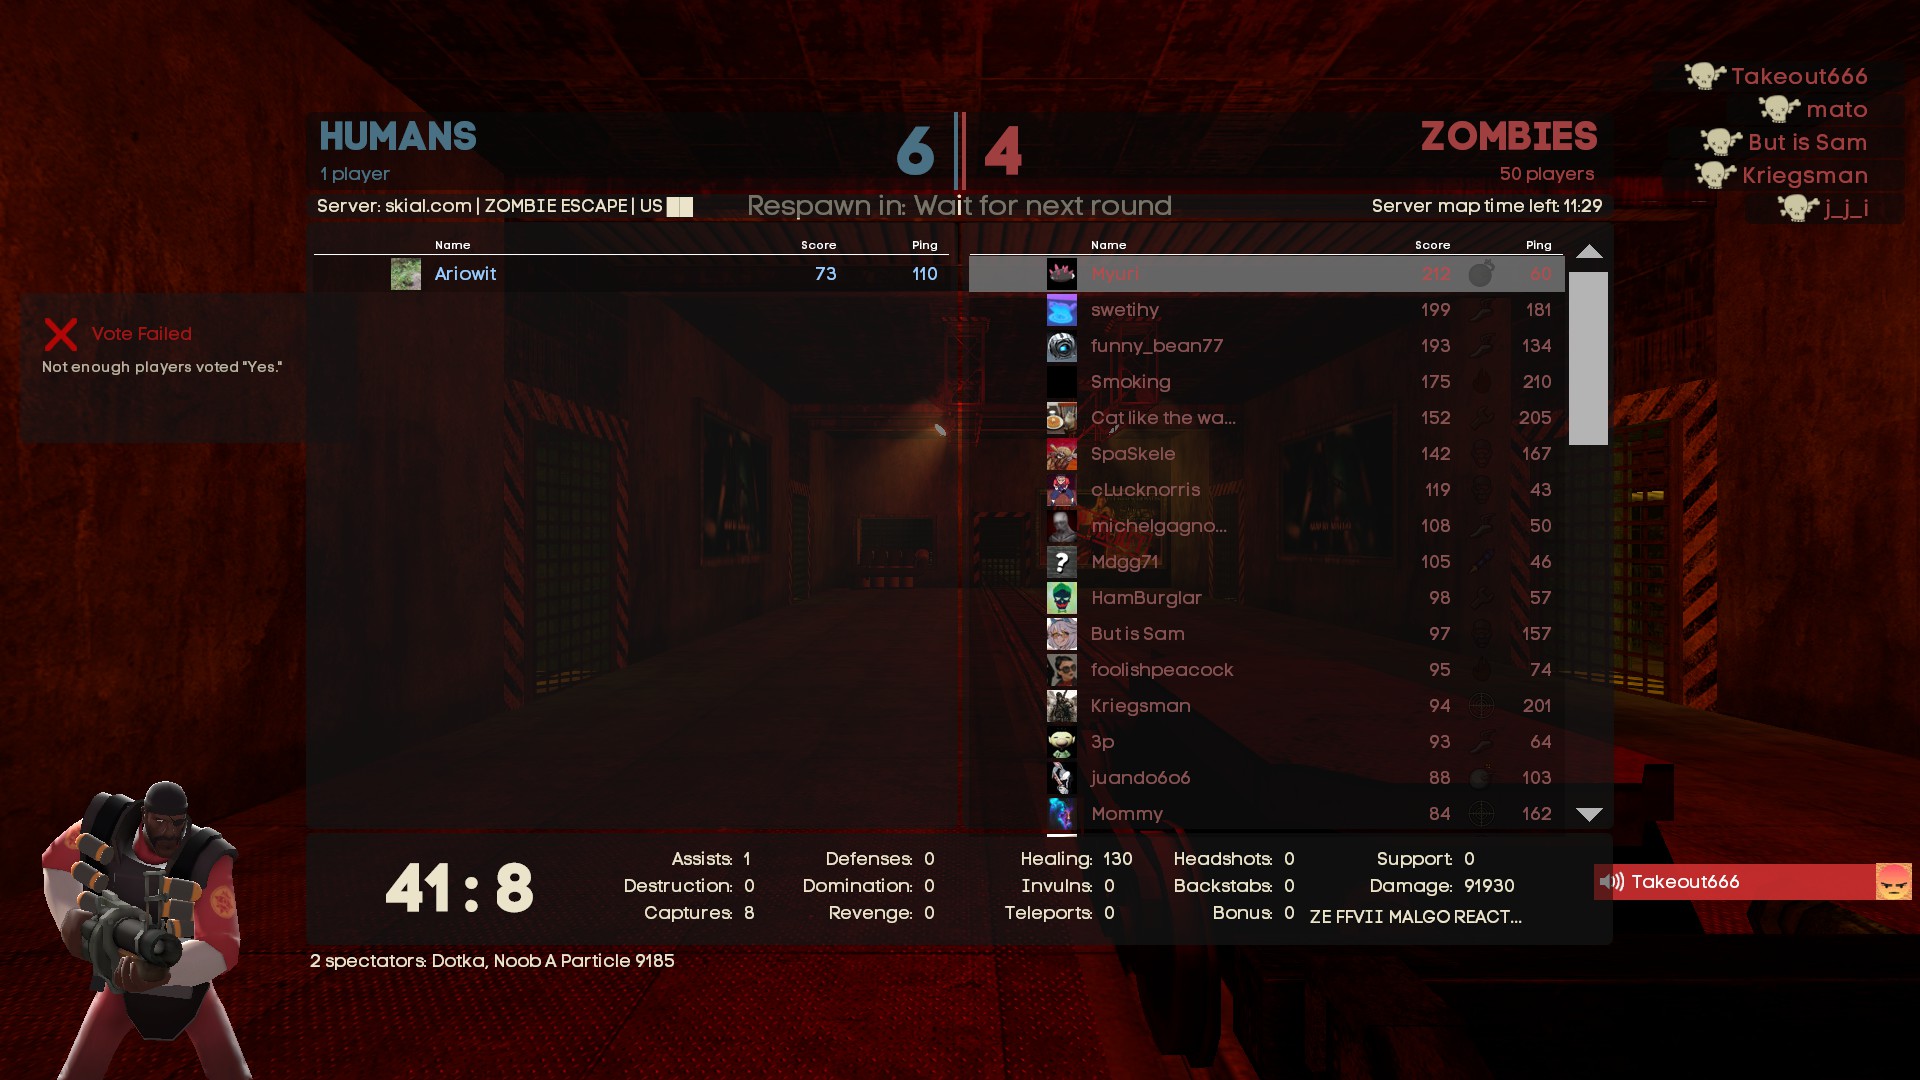 Takeout666
mato
But is Sam
Kriegsman
j_j_i
HUMANS
1 player
6
4
ZOMBIES
50 players
Server: skial.com | ZOMBIE ESCAPE | US
Respawn in: Wait for next round
Server map time left: 11:29
Name Score Ping
Ariowit 73 110
Vote Failed
Not enough players voted "Yes."
Name Score Ping
Myuri 212 60
swetihy 199 181
funny_bean77 193 134
Smoking 175 210
Cat like the wa... 152 205
SpaSkele 142 167
cLucknorris 119 43
michelgagno... 108 50
Mdgg71 105 46
HamBurglar 98 57
But is Sam 97 157
foolishpeacock 95 74
Kriegsman 94 201
3p 93 64
juando6o6 88 103
Mommy 84 162
41:8
Assists: 1
Destruction: 0
Captures: 8
Defenses: 0
Domination: 0
Revenge: 0
Healing: 130
Invulns: 0
Teleports: 0
Headshots: 0
Backstabs: 0
Bonus: 0
Support: 0
Damage: 91930
ZE FFVII MALGO REACT...
Takeout666
2 spectators: Dotka, Noob A Particle 9185